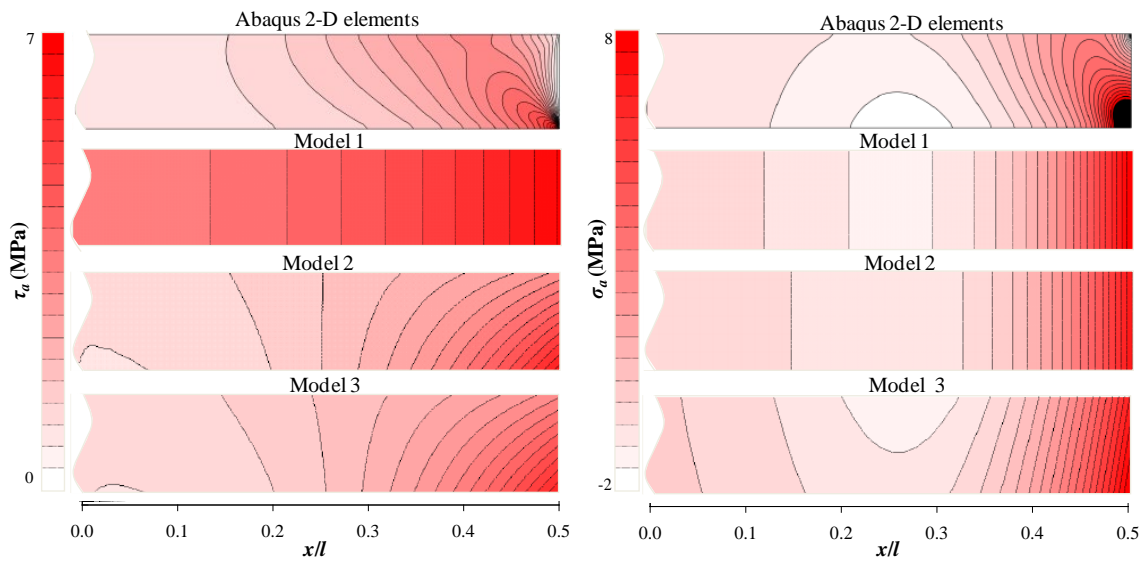 Abaqus 2-D elements
7
Model 1
τa (MPa)
Model 2
Model 3
0
0.0 0.1 0.2 0.3 0.4 0.5
x/l
Abaqus 2-D elements
8
Model 1
σa (MPa)
Model 2
Model 3
-2
0.0 0.1 0.2 0.3 0.4 0.5
x/l